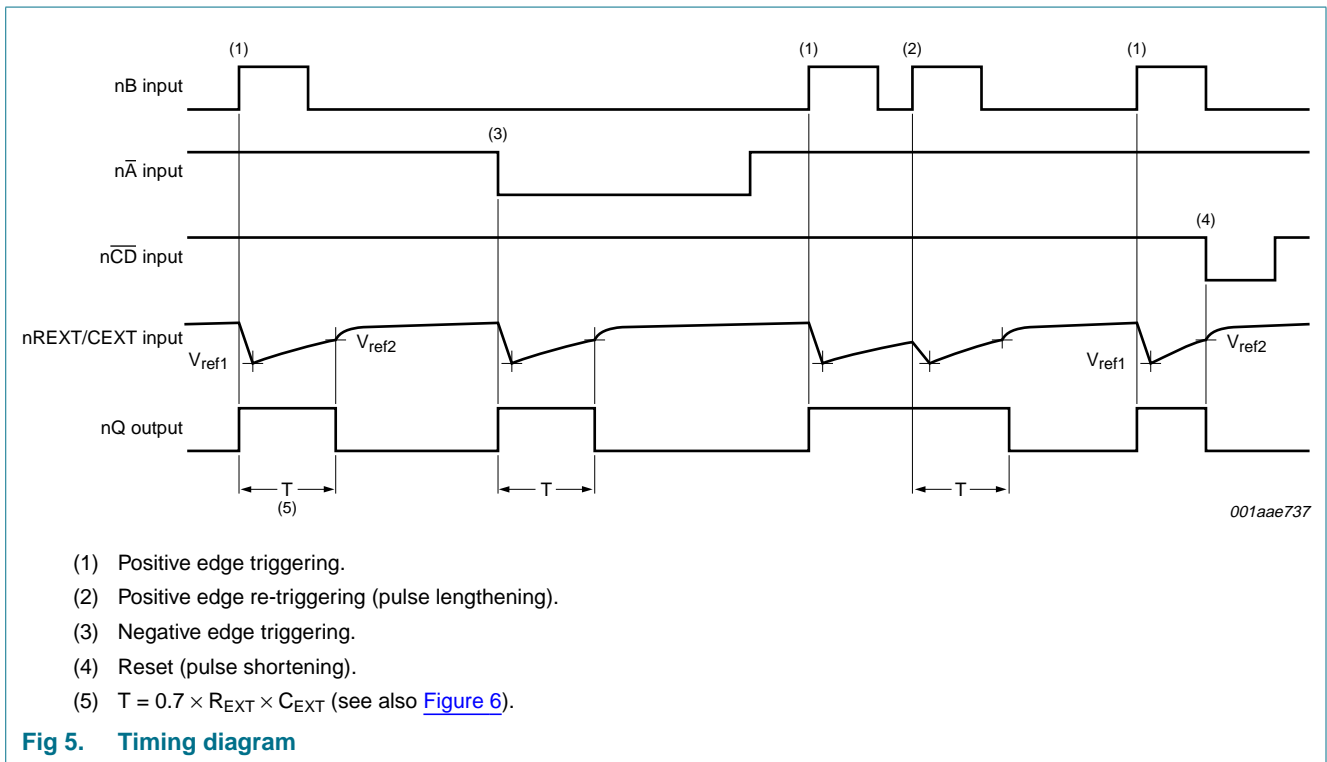 (1) (1) (2) (1)
nB input
(3)
nA̅ input
(4)
nC̅D̅ input
nREXT/CEXT input
Vref1 Vref2 Vref1 Vref2
nQ output
T T T
(5)
001aae737
(1) Positive edge triggering.
(2) Positive edge re-triggering (pulse lengthening).
(3) Negative edge triggering.
(4) Reset (pulse shortening).
(5) T = 0.7 × REXT × CEXT (see also Figure 6).
Fig 5. Timing diagram